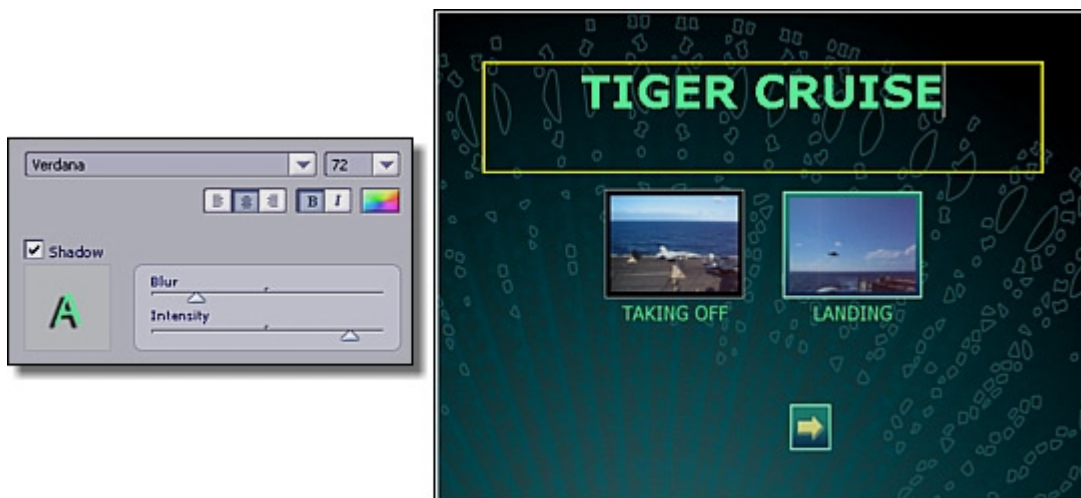 Verdana 72
B I
Shadow
Blur
A
Intensity
TIGER CRUISE
TAKING OFF LANDING